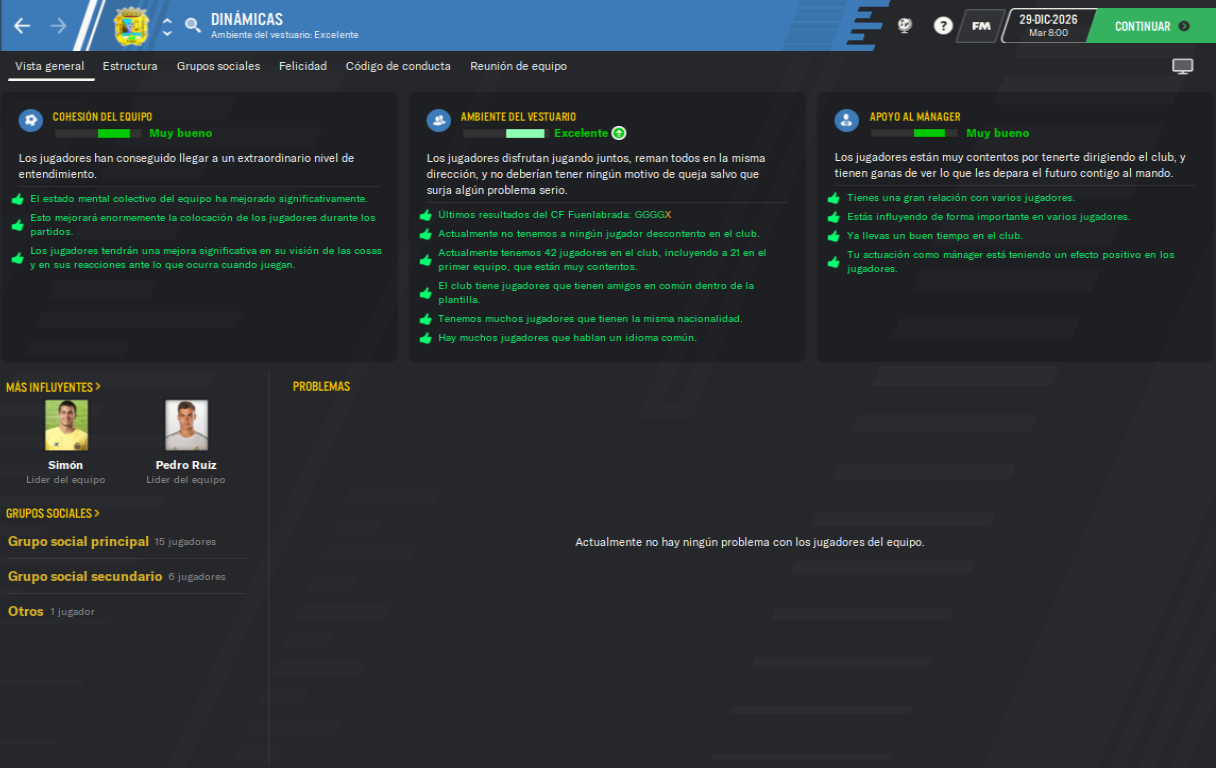 DINÁMICAS
Ambiente del vestuario: Excelente
?
FM
29-DIC-2026
Mar 8:00
CONTINUAR
Vista general
Estructura
Grupos sociales
Felicidad
Código de conducta
Reunión de equipo
COHESIÓN DEL EQUIPO
Muy bueno
Los jugadores han conseguido llegar a un extraordinario nivel de
entendimiento.
El estado mental colectivo del equipo ha mejorado significativamente.
Esto mejorará enormemente la colocación de los jugadores durante los
partidos.
Los jugadores tendrán una mejora significativa en su visión de las cosas
y en sus reacciones ante lo que ocurra cuando juegan.
AMBIENTE DEL VESTUARIO
Excelente
Los jugadores disfrutan jugando juntos, reman todos en la misma
dirección, y no deberían tener ningún motivo de queja salvo que
surja algún problema serio.
Últimos resultados del CF Fuenlabrada: GGGGX
Actualmente no tenemos a ningún jugador descontento en el club.
Actualmente tenemos 42 jugadores en el club, incluyendo a 21 en el
primer equipo, que están muy contentos.
El club tiene jugadores que tienen amigos en común dentro de la
plantilla.
Tenemos muchos jugadores que tienen la misma nacionalidad.
Hay muchos jugadores que hablan un idioma común.
APOYO AL MÁNAGER
Muy bueno
Los jugadores están muy contentos por tenerte dirigiendo el club, y
tienen ganas de ver lo que les depara el futuro contigo al mando.
Tienes una gran relación con varios jugadores.
Estás influyendo de forma importante en varios jugadores.
Ya llevas un buen tiempo en el club.
Tu actuación como mánager está teniendo un efecto positivo en los
jugadores.
MÁS INFLUYENTES >
Simón
Líder del equipo
Pedro Ruiz
Líder del equipo
GRUPOS SOCIALES >
Grupo social principal 15 jugadores
Grupo social secundario 6 jugadores
Otros 1 jugador
PROBLEMAS
Actualmente no hay ningún problema con los jugadores del equipo.